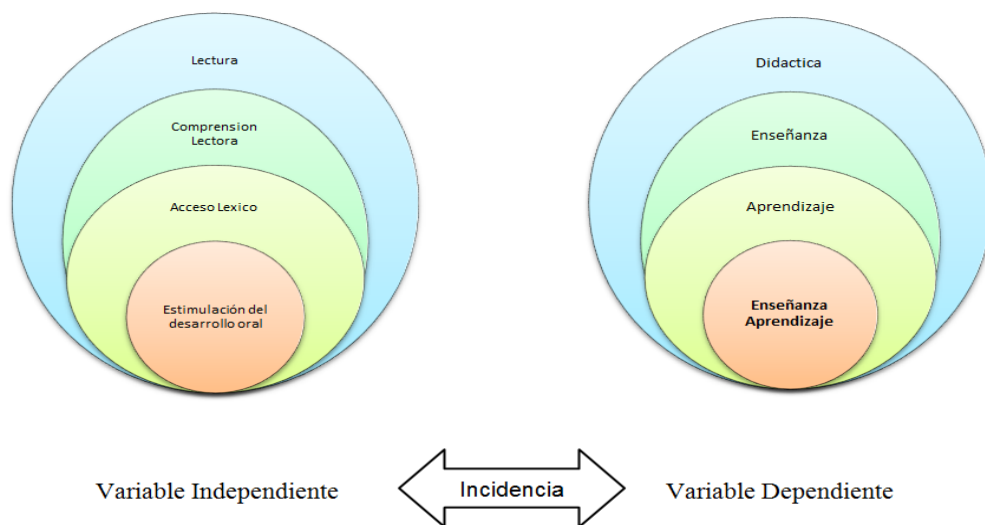 Lectura
Comprension
Lectora
Acceso Lexico
Estimulación del
desarrollo oral
Didactica
Enseñanza
Aprendizaje
Enseñanza
Aprendizaje
Variable Independiente
Incidencia
Variable Dependiente